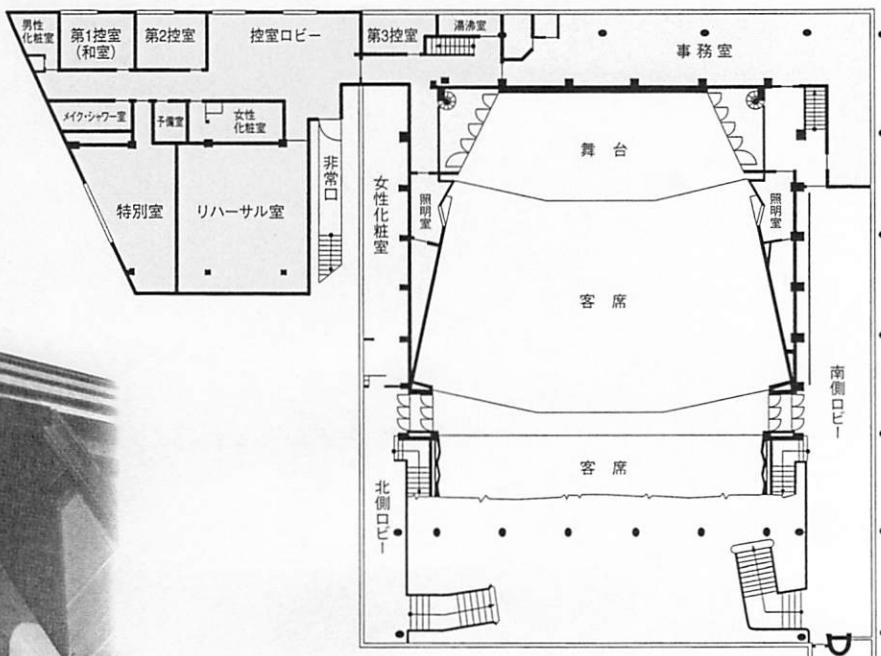 男性
化粧室
第1控室
(和室)
第2控室
控室ロビー
第3控室
湯沸室
事務室
メイク・シャワー室
予備室
女性
化粧室
特別室
リハーサル室
非常口
女性化粧室
舞台
照明室
照明室
客席
客席
北側ロビー
南側ロビー